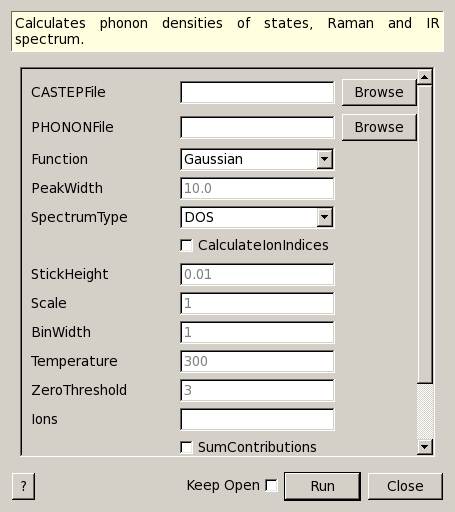 Calculates phonon densities of states, Raman and IR
spectrum.
CASTEPFile Browse
PHONONFile Browse
Function Gaussian
PeakWidth 10.0
SpectrumType DOS
CalculateIonIndices
StickHeight 0.01
Scale 1
BinWidth 1
Temperature 300
ZeroThreshold 3
Ions
SumContributions
? Keep Open Run Close